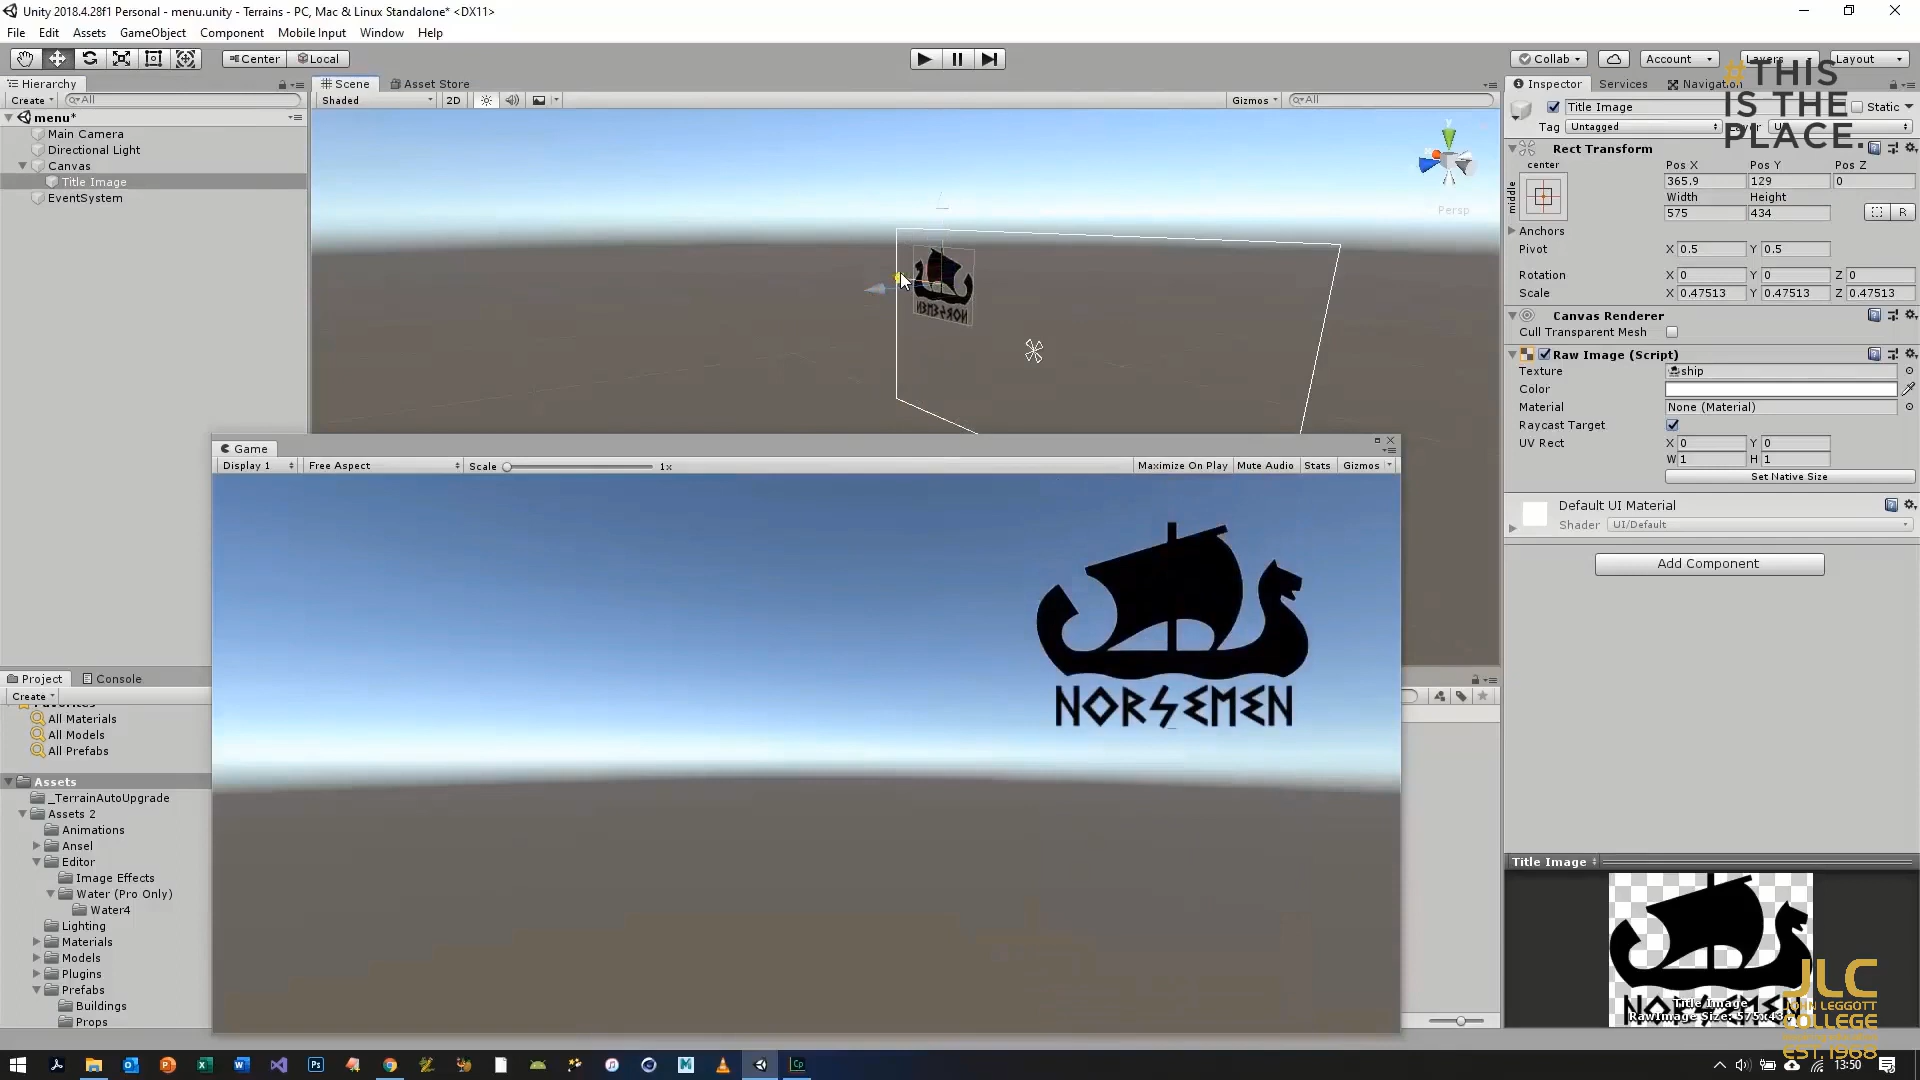 Unity 2018.4.28f1 Personal - menu.unity - Terrains - PC, Mac & Linux Standalone* <DX11>
File Edit Assets GameObject Component Mobile Input Window Help
Center Local Collab Account Layers Layout
#THIS
IS THE
PLACE.
Hierarchy
Create All
menu*
Main Camera
Directional Light
Canvas
Title Image
EventSystem
Scene Asset Store
Shaded 2D Gizmos All
y
Persp
NORSEMEN
Game
Display 1 Free Aspect Scale 1x Maximize On Play Mute Audio Stats Gizmos
NORSEMEN
Inspector Services Navigation
Title Image Static
Tag Untagged Layer
Rect Transform
center Pos X Pos Y Pos Z
middle 365.9 129 0
Width Height
575 434 R
Anchors
Pivot X 0.5 Y 0.5
Rotation X 0 Y 0 Z 0
Scale X 0.47513 Y 0.47513 Z 0.47513
Canvas Renderer
Cull Transparent Mesh
Raw Image (Script)
Texture ship
Color
Material None (Material)
Raycast Target
UV Rect X 0 Y 0
W 1 H 1
Set Native Size
Default UI Material
Shader UI/Default
Add Component
Title Image
Title Image
RawImage Size: 575x434
JLC
JOHN LEGGOTT
COLLEGE
EST. 1968
Project Console
Create
Favorites
All Materials
All Models
All Prefabs
Assets
_TerrainAutoUpgrade
Assets 2
Animations
Ansel
Editor
Image Effects
Water (Pro Only)
Water4
Lighting
Materials
Models
Plugins
Prefabs
Buildings
Props
13:50